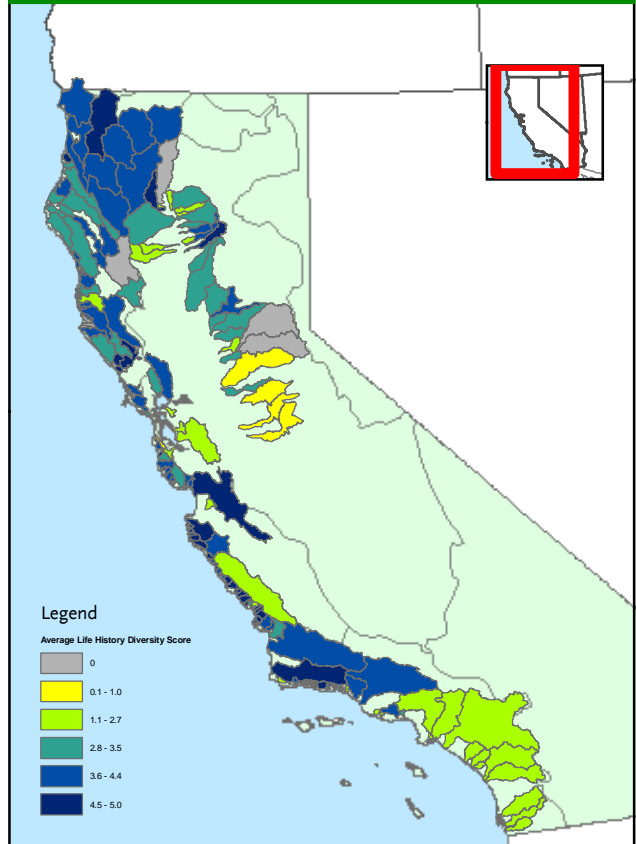 Legend
Average Life History Diversity Score
0
0.1 - 1.0
1.1 - 2.7
2.8 - 3.5
3.6 - 4.4
4.5 - 5.0